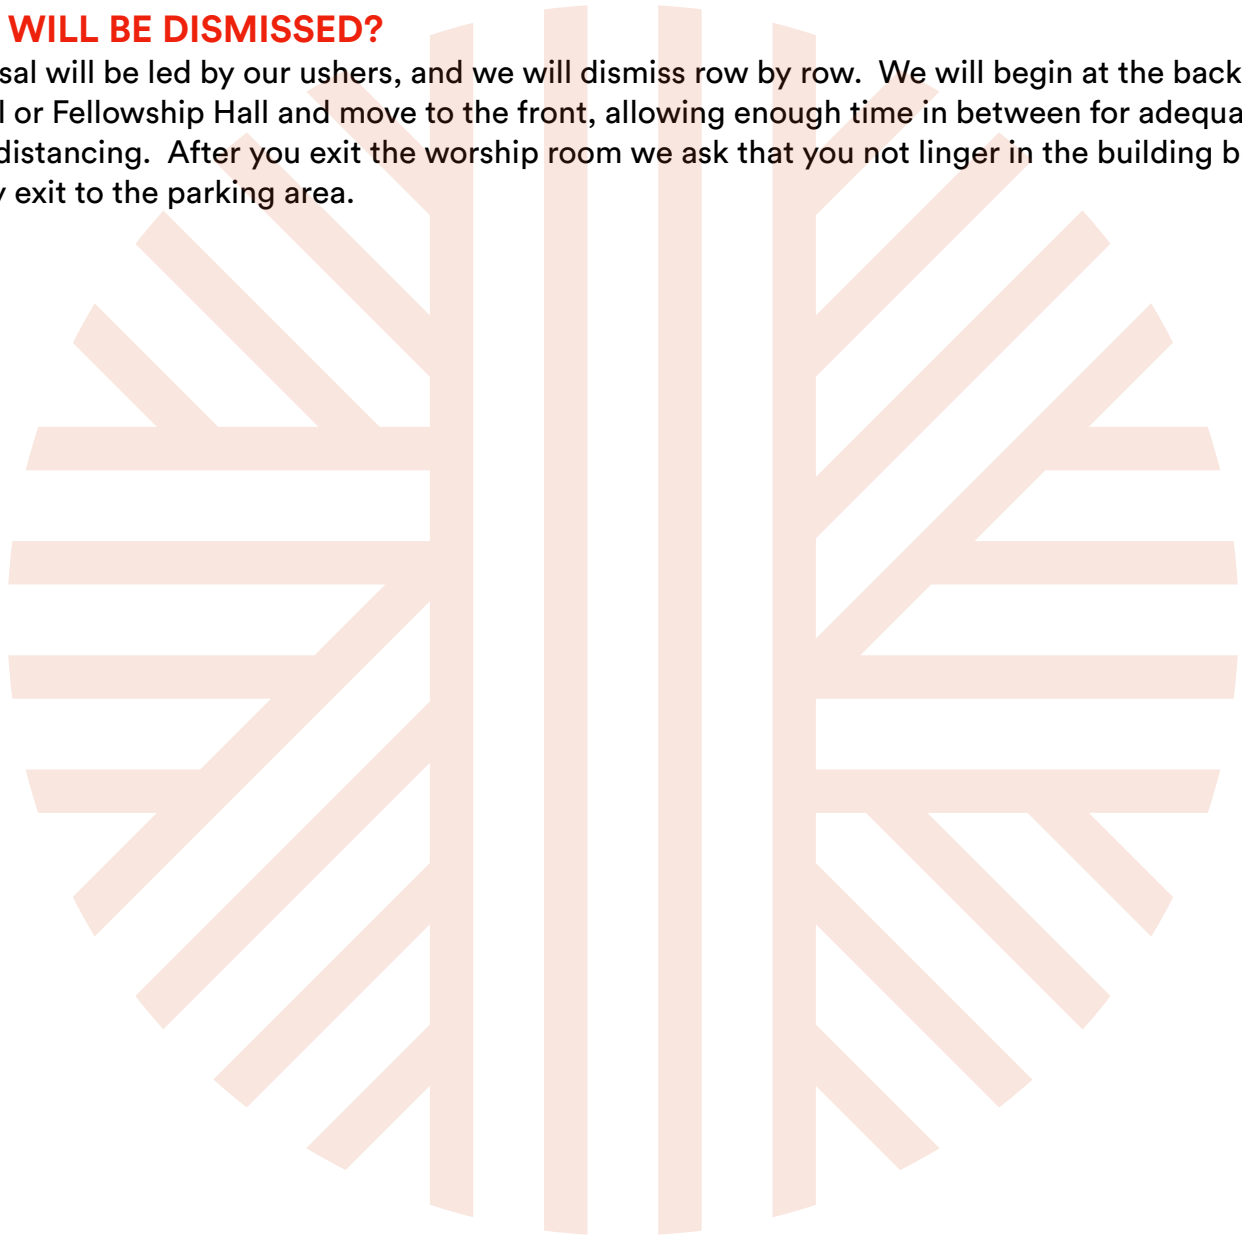 WILL BE DISMISSED?
sal will be led by our ushers, and we will dismiss row by row.  We will begin at the back
l or Fellowship Hall and move to the front, allowing enough time in between for adequa
distancing.  After you exit the worship room we ask that you not linger in the building b
y exit to the parking area.